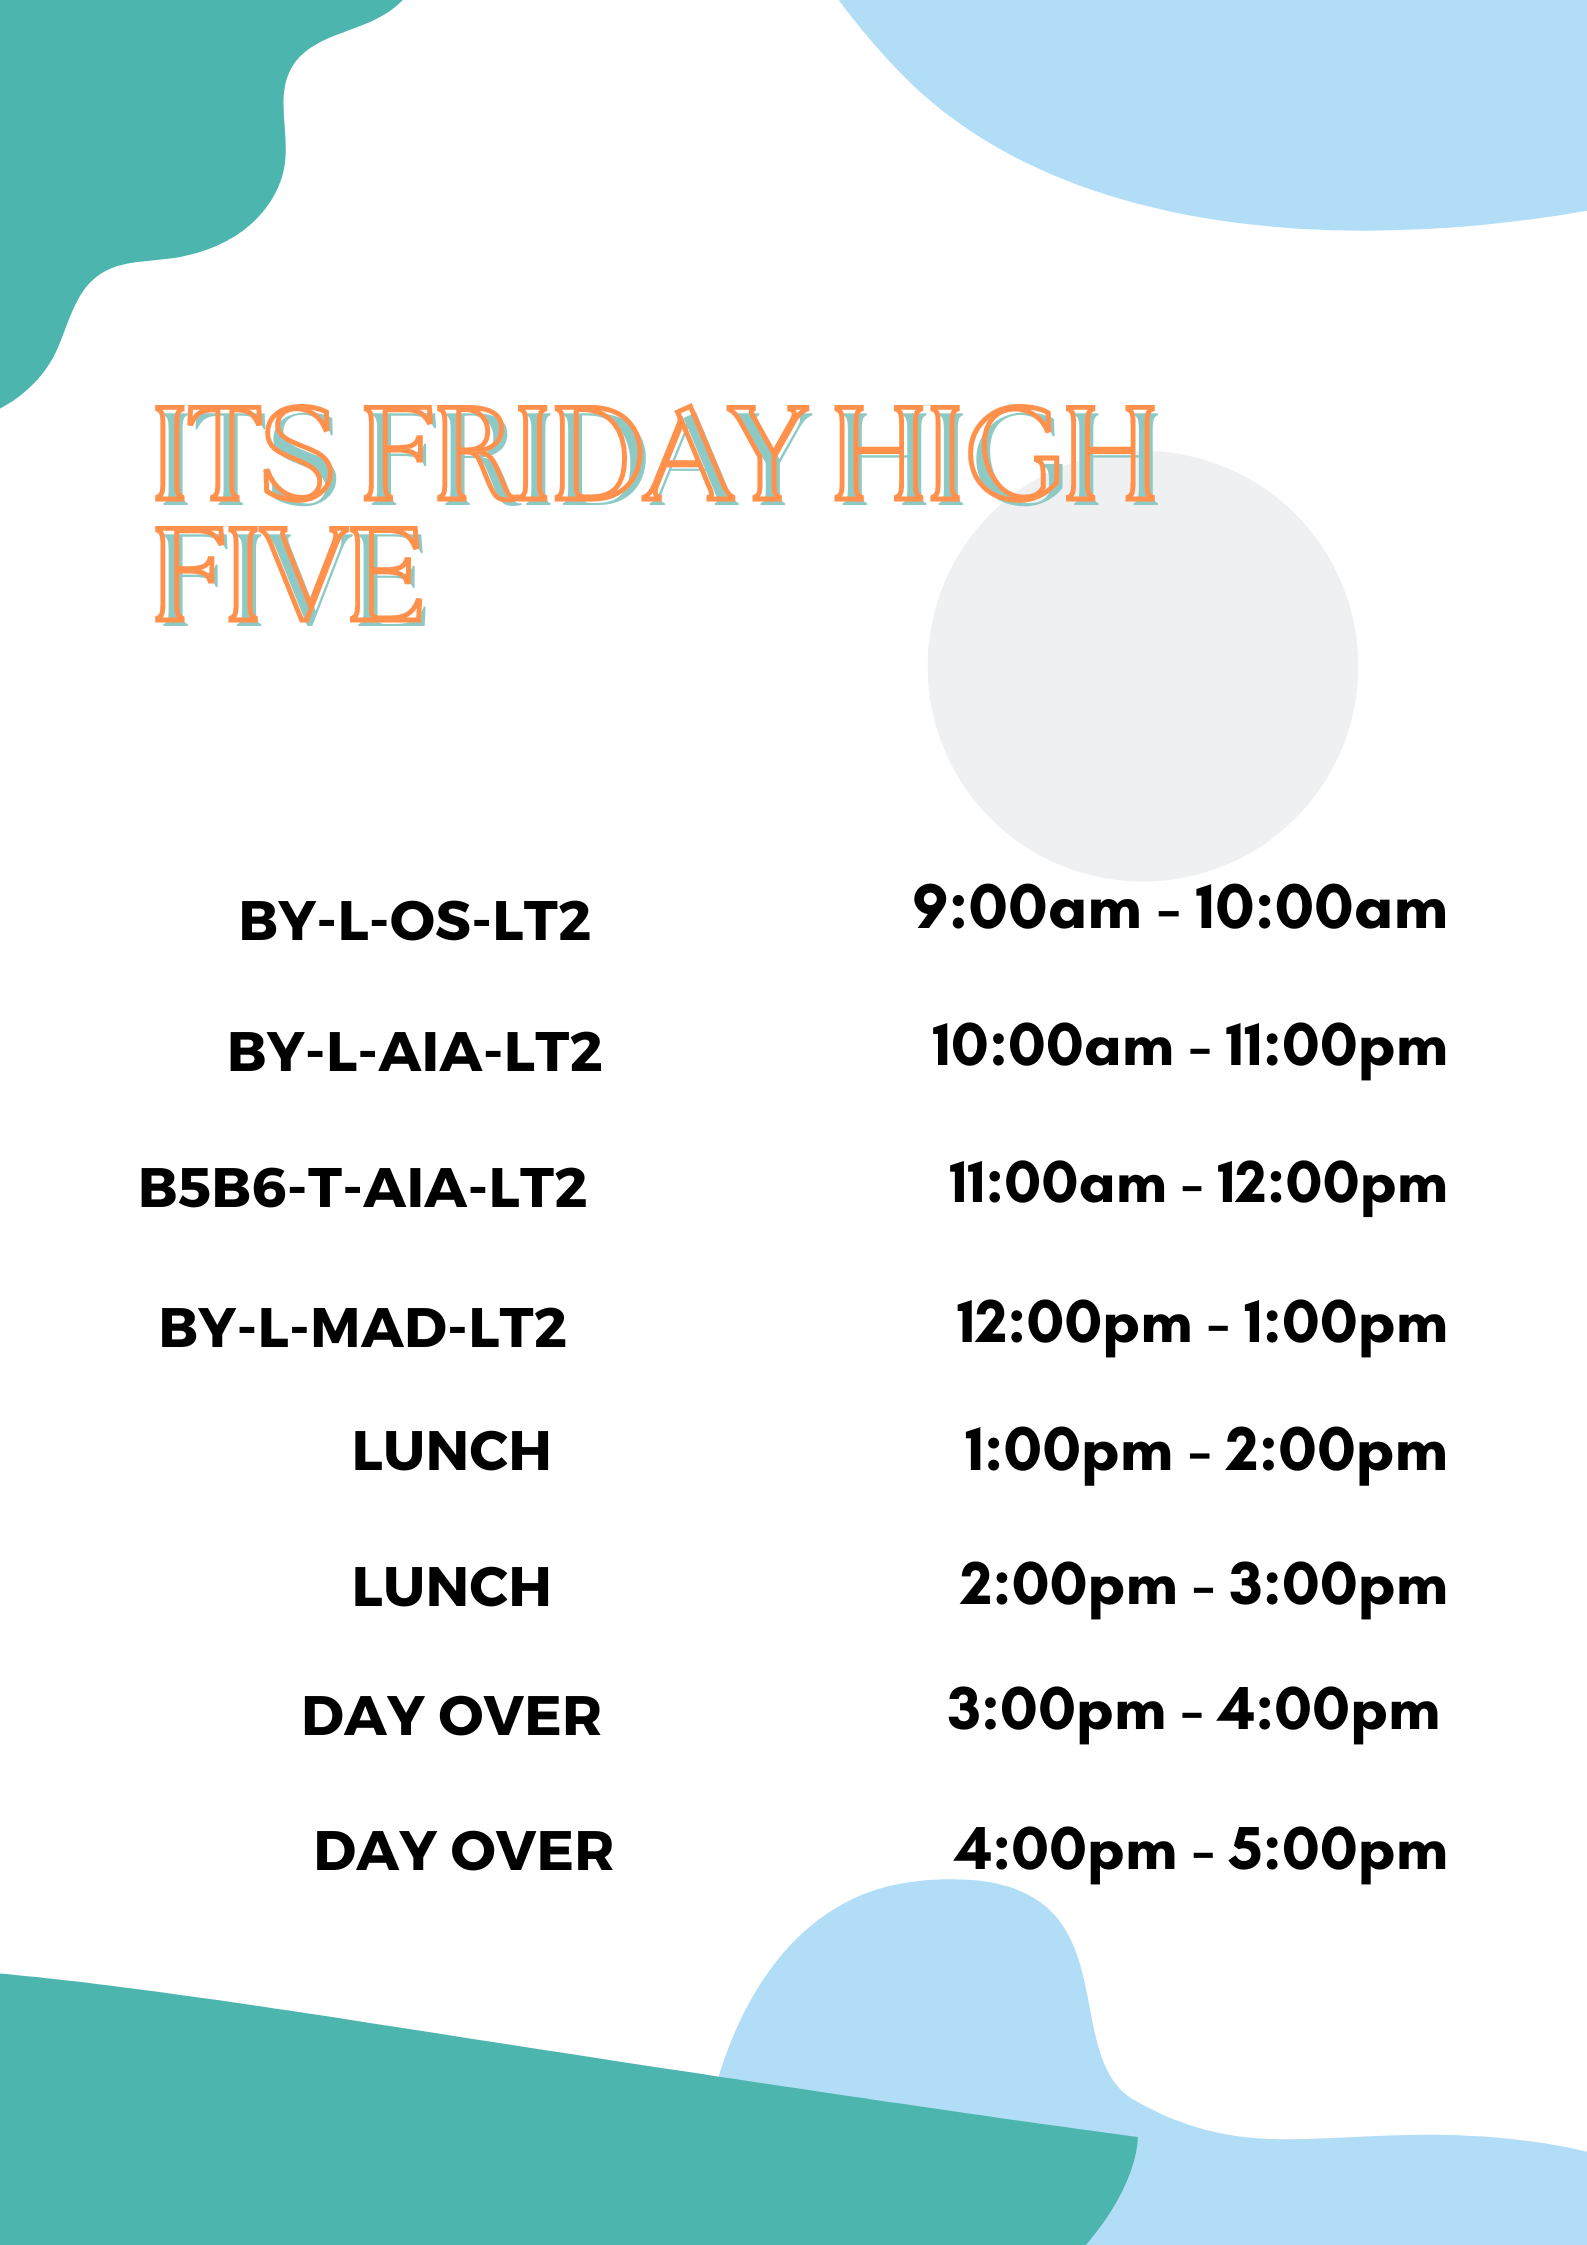 ITS FRIDAY HIGH
FIVE
BY-L-OS-LT2 9:00am - 10:00am
BY-L-AIA-LT2 10:00am - 11:00pm
B5B6-T-AIA-LT2 11:00am - 12:00pm
BY-L-MAD-LT2 12:00pm - 1:00pm
LUNCH 1:00pm - 2:00pm
LUNCH 2:00pm - 3:00pm
DAY OVER 3:00pm - 4:00pm
DAY OVER 4:00pm - 5:00pm